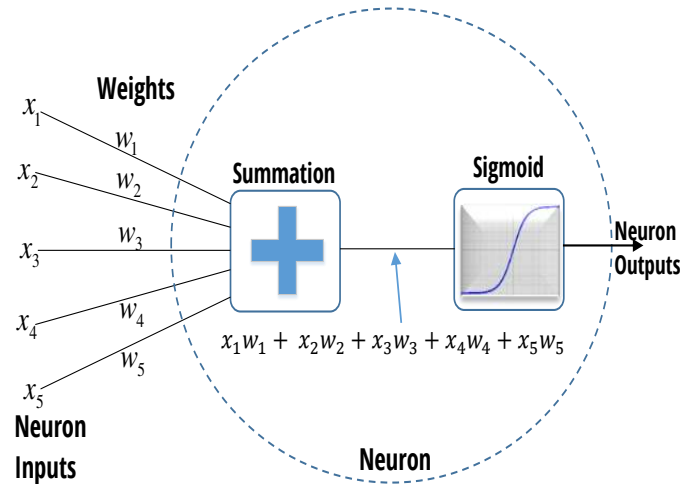 Weights
x₁
w₁
x₂
w₂
Summation
Sigmoid
x₃
w₃
Neuron
Outputs
x₄
w₄
x₁w₁ + x₂w₂ + x₃w₃ + x₄w₄ + x₅w₅
w₅
x₅
Neuron
Inputs
Neuron